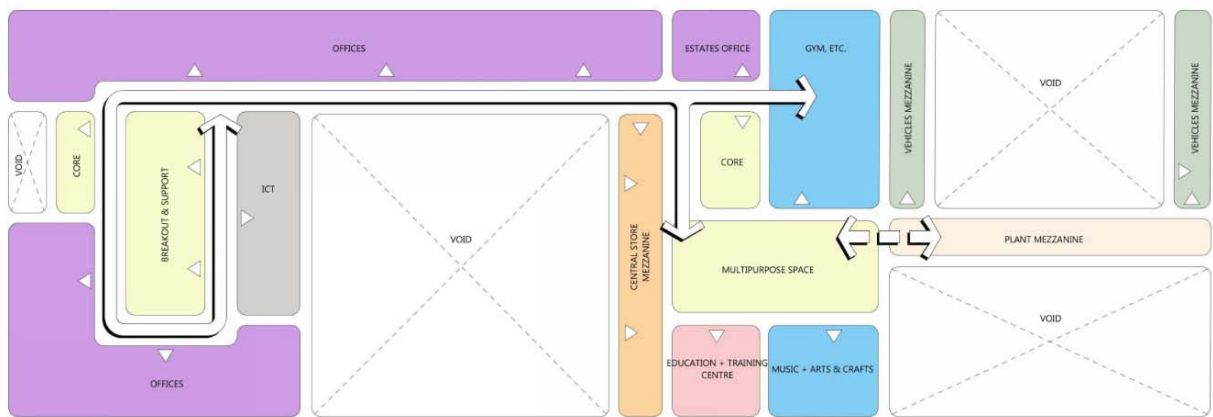 OFFICES
ESTATES OFFICE
GYM, ETC.
VEHICLES MEZZANINE
VOID
VEHICLES MEZZANINE
VOID
CORE
BREAKOUT & SUPPORT
ICT
VOID
CENTRAL STORE
MEZZANINE
CORE
MULTIPURPOSE SPACE
PLANT MEZZANINE
VOID
OFFICES
EDUCATION + TRAINING
CENTRE
MUSIC + ARTS & CRAFTS